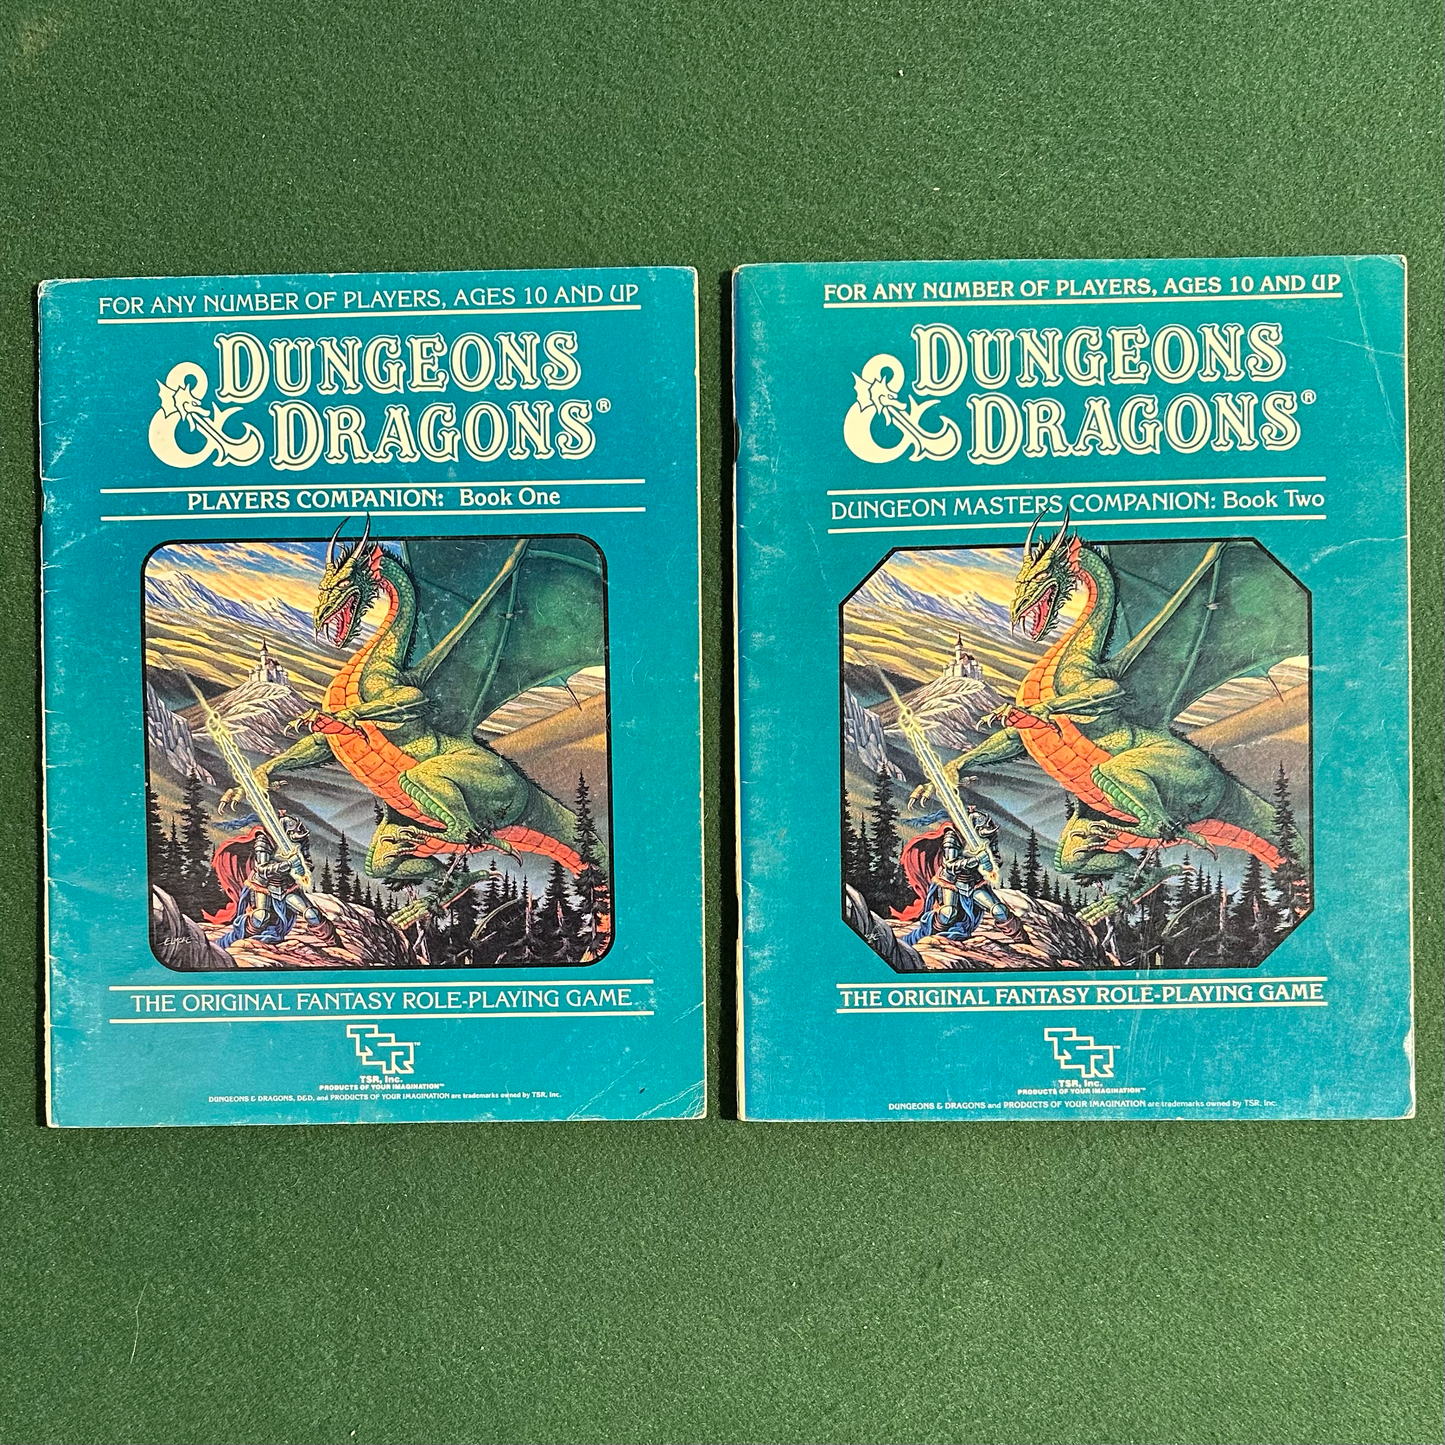 FOR ANY NUMBER OF PLAYERS, AGES 10 AND UP
DUNGEONS
& DRAGONS®
PLAYERS COMPANION: Book One
ELMORE
THE ORIGINAL FANTASY ROLE-PLAYING GAME
TSR™
TSR, Inc.
PRODUCTS OF YOUR IMAGINATION™
DUNGEONS & DRAGONS, D&D, and PRODUCTS OF YOUR IMAGINATION are trademarks owned by TSR, Inc.
FOR ANY NUMBER OF PLAYERS, AGES 10 AND UP
DUNGEONS
& DRAGONS®
DUNGEON MASTERS COMPANION: Book Two
THE ORIGINAL FANTASY ROLE-PLAYING GAME
TSR™
TSR, Inc.
PRODUCTS OF YOUR IMAGINATION™
DUNGEONS & DRAGONS and PRODUCTS OF YOUR IMAGINATION are trademarks owned by TSR, Inc.